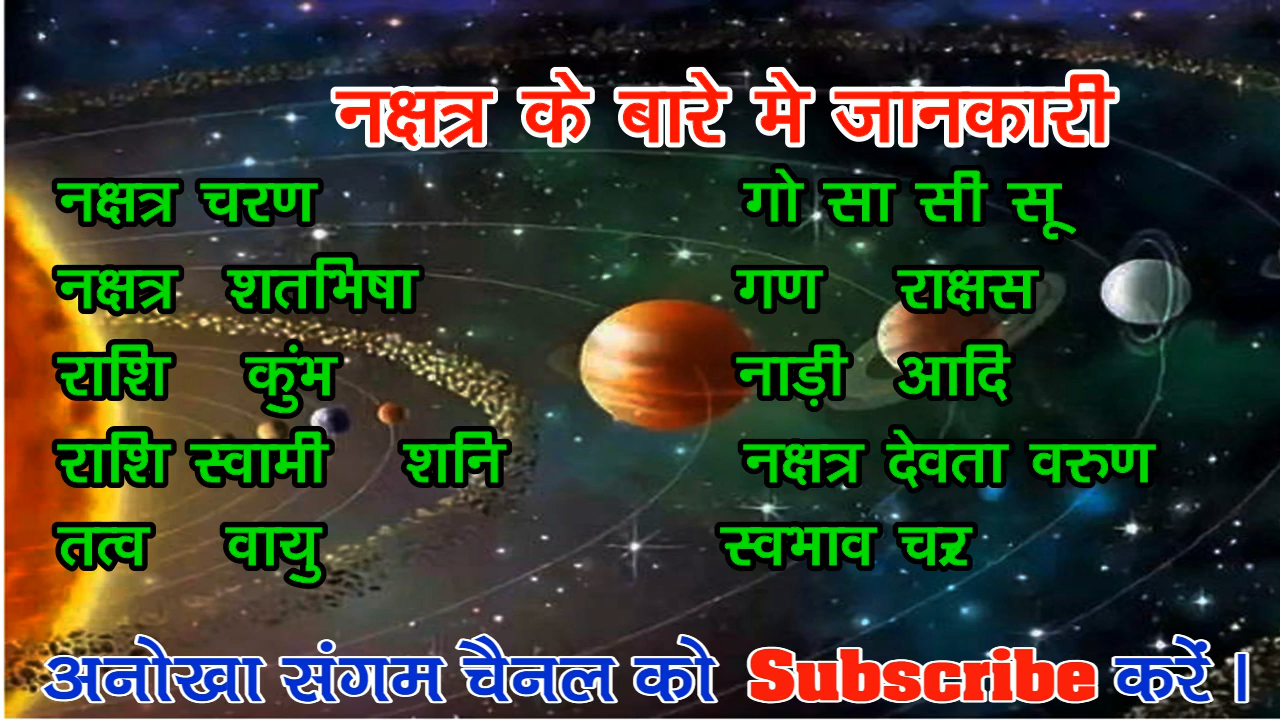 नक्षत्र के बारे मे जानकारी
नक्षत्र चरण गो सा सी सू
नक्षत्र शतभिषा गण राक्षस
राशि कुंभ नाड़ी आदि
राशि स्वामी शनि नक्षत्र देवता वरुण
तत्व वायु स्वभाव चऱ
अनोखा संगम चैनल को Subscribe करें।